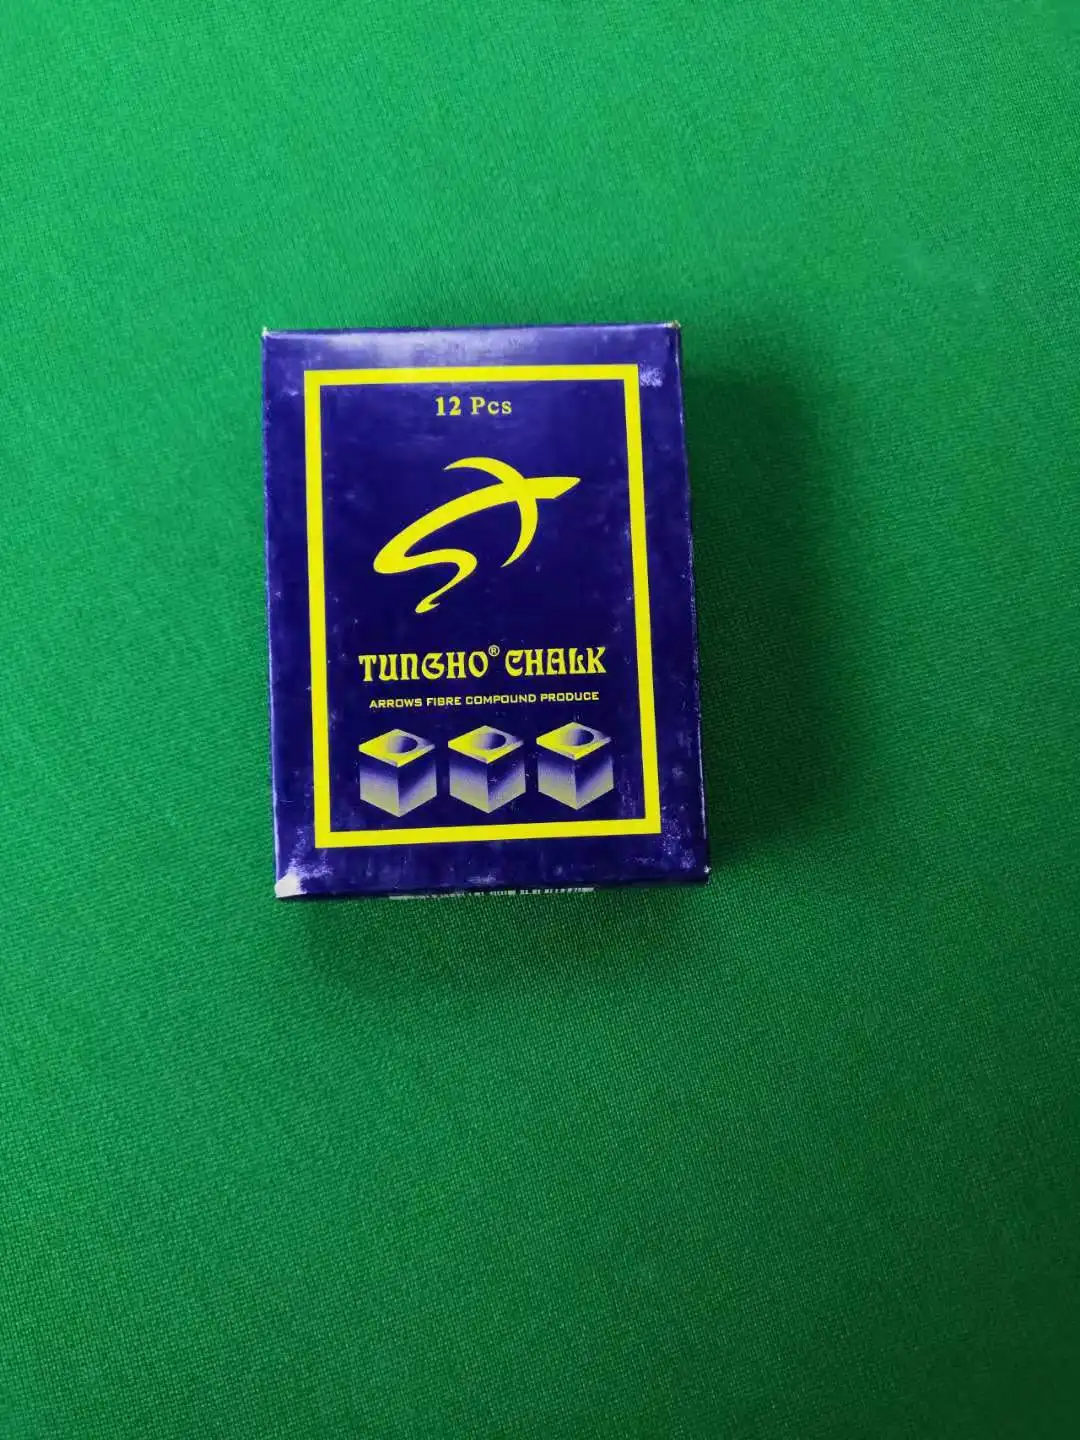 12 Pcs
TUNGHO® CHALK
ARROWS FIBRE COMPOUND PRODUCE